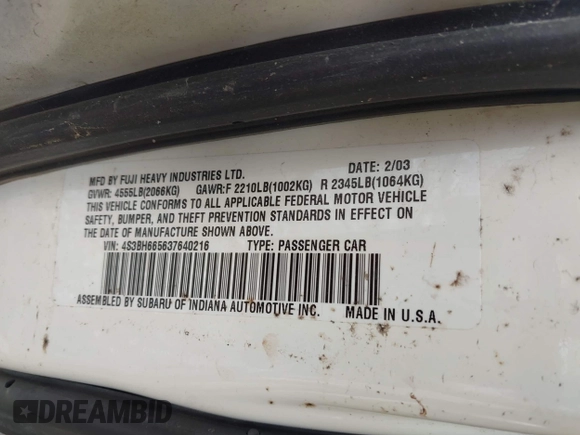 MFD BY FUJI HEAVY INDUSTRIES LTD. DATE: 2/03
GVWR: 4555LB(2066KG) GAWR:F 2210LB(1002KG) R 2345LB(1064KG)
THIS VEHICLE CONFORMS TO ALL APPLICABLE FEDERAL MOTOR VEHICLE
SAFETY, BUMPER, AND THEFT PREVENTION STANDARDS IN EFFECT ON
THE DATE OF MANUFACTURE SHOWN ABOVE.
VIN: 4S3BH665637640216 TYPE: PASSENGER CAR
ASSEMBLED BY SUBARU OF INDIANA AUTOMOTIVE INC. MADE IN U.S.A.
DREAMBID